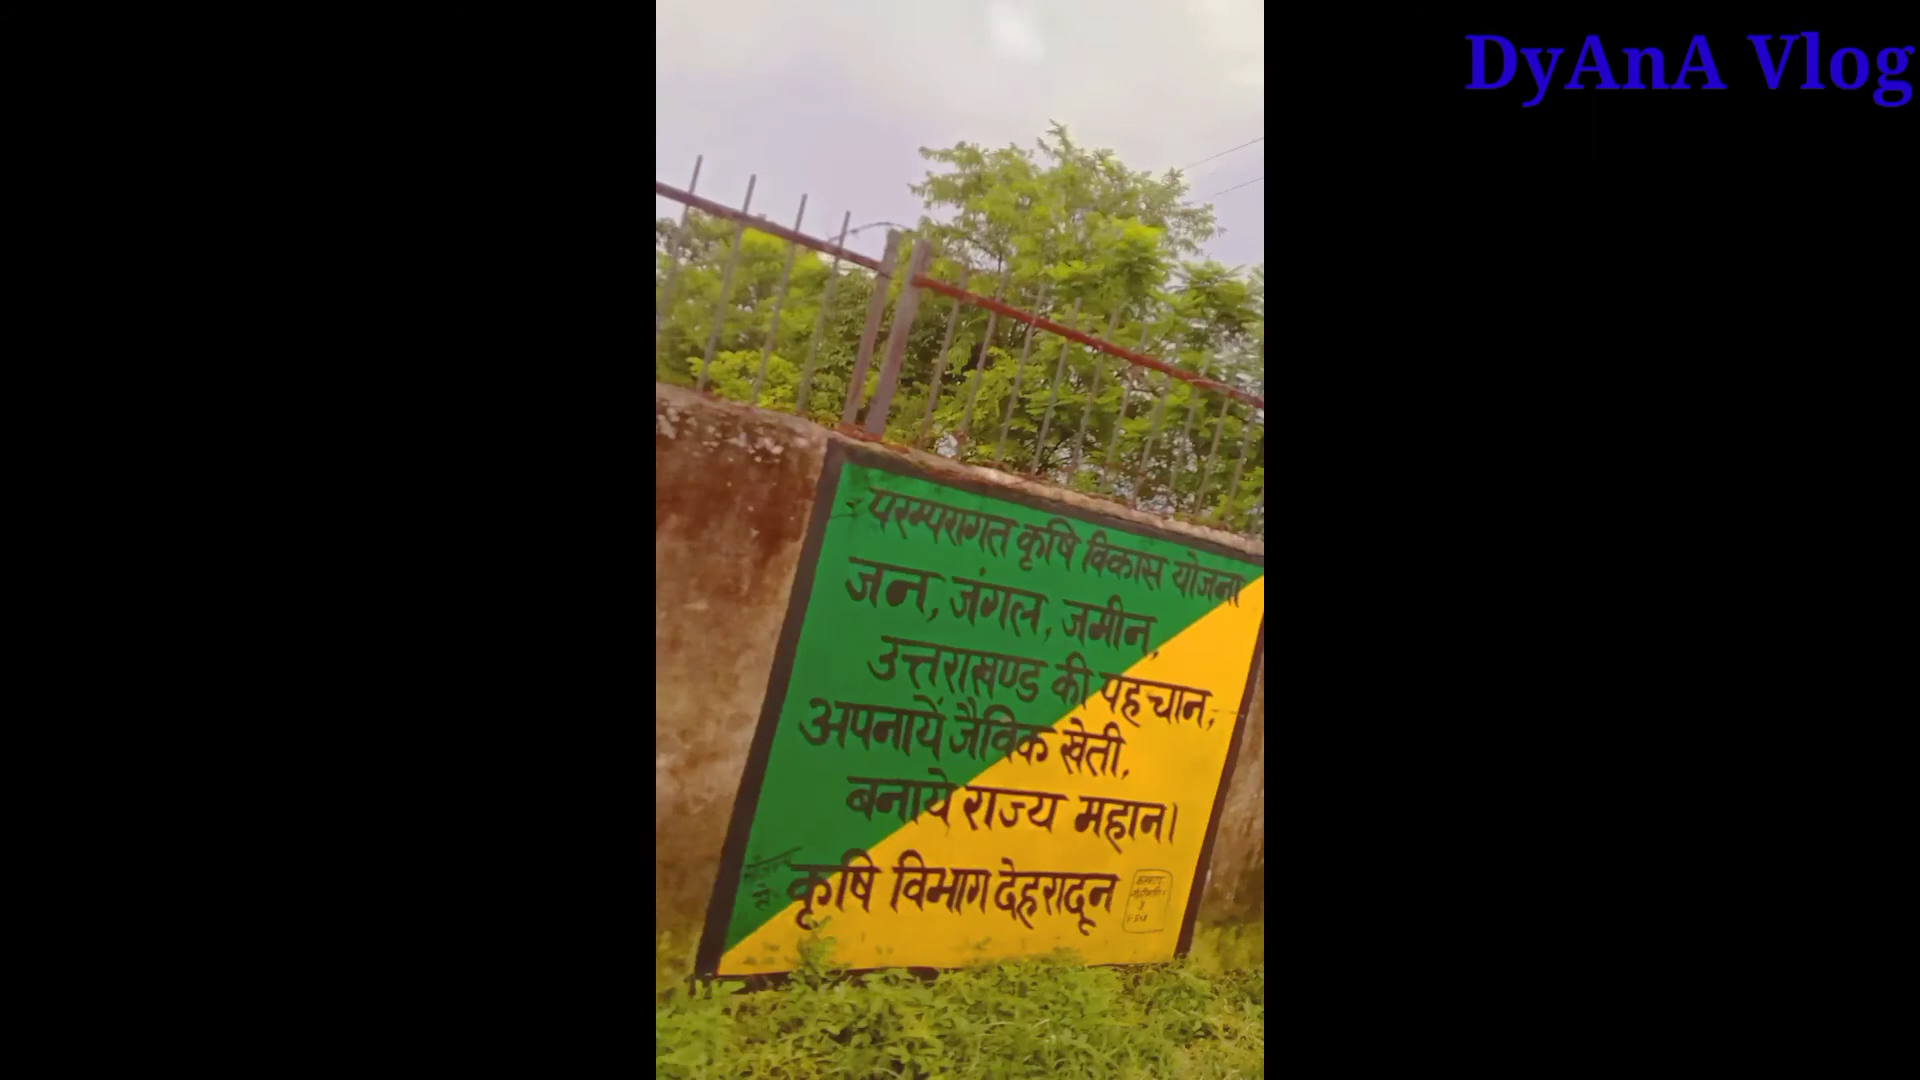 DyAnA Vlog
परम्परागत कृषि विकास योजना
जन, जंगल, जमीन,
उत्तराखण्ड की पहचान,
अपनायें जैविक खेती,
बनाये राज्य महान।
कृषि विभाग देहरादून